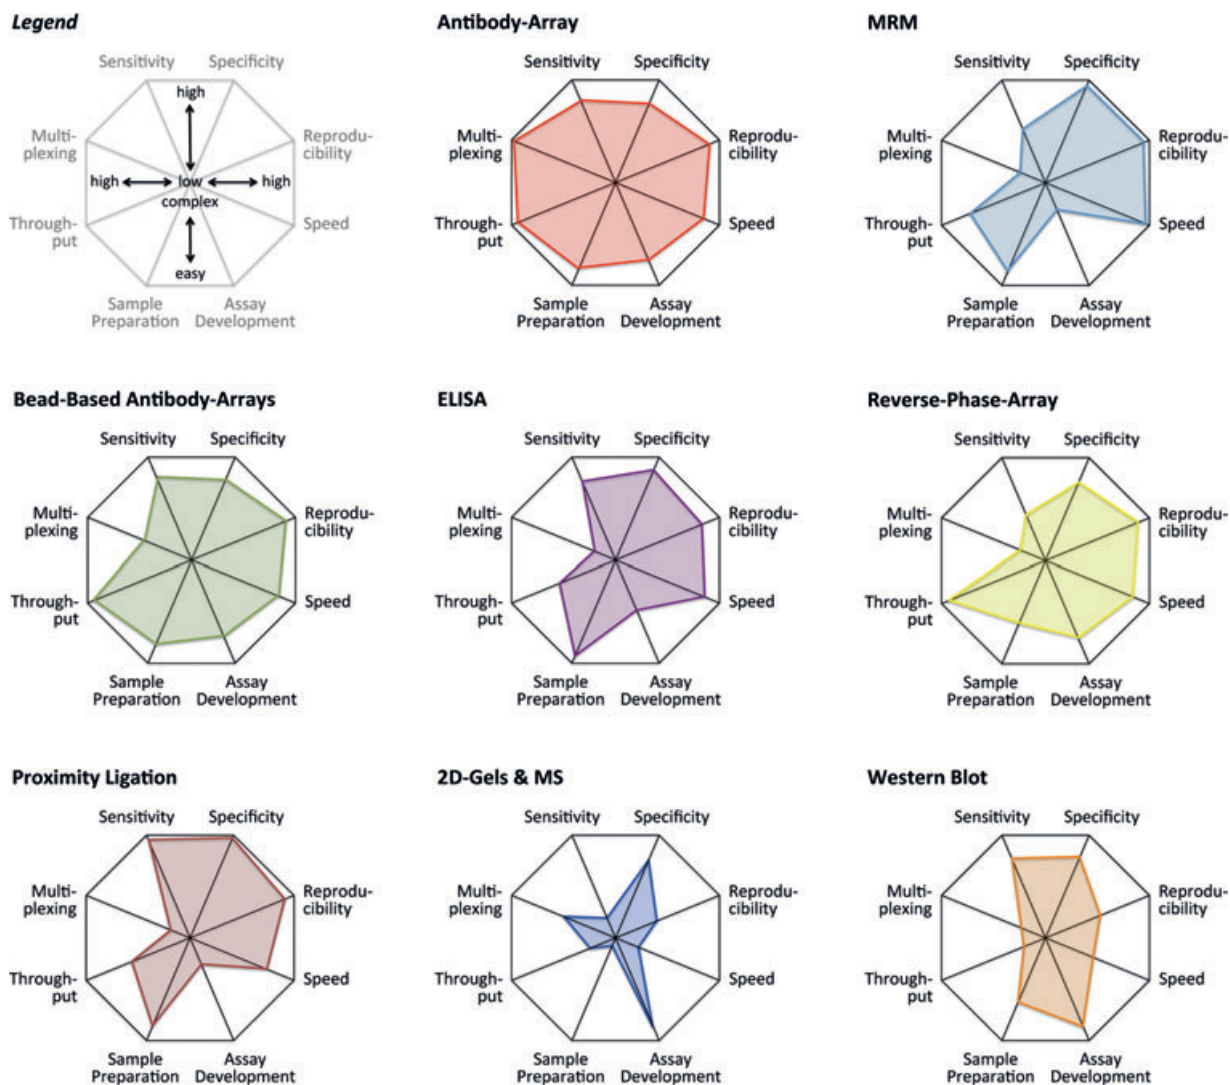 Legend
Sensitivity Specificity
high
Multi-
plexing
Reprodu-
cibility
high low high
complex
Through-
put
Speed
easy
Sample
Preparation
Assay
Development
Antibody-Array
Sensitivity Specificity
Multi-
plexing
Reprodu-
cibility
Through-
put
Speed
Sample
Preparation
Assay
Development
MRM
Sensitivity Specificity
Multi-
plexing
Reprodu-
cibility
Through-
put
Speed
Sample
Preparation
Assay
Development
Bead-Based Antibody-Arrays
Sensitivity Specificity
Multi-
plexing
Reprodu-
cibility
Through-
put
Speed
Sample
Preparation
Assay
Development
ELISA
Sensitivity Specificity
Multi-
plexing
Reprodu-
cibility
Through-
put
Speed
Sample
Preparation
Assay
Development
Reverse-Phase-Array
Sensitivity Specificity
Multi-
plexing
Reprodu-
cibility
Through-
put
Speed
Sample
Preparation
Assay
Development
Proximity Ligation
Sensitivity Specificity
Multi-
plexing
Reprodu-
cibility
Through-
put
Speed
Sample
Preparation
Assay
Development
2D-Gels & MS
Sensitivity Specificity
Multi-
plexing
Reprodu-
cibility
Through-
put
Speed
Sample
Preparation
Assay
Development
Western Blot
Sensitivity Specificity
Multi-
plexing
Reprodu-
cibility
Through-
put
Speed
Sample
Preparation
Assay
Development